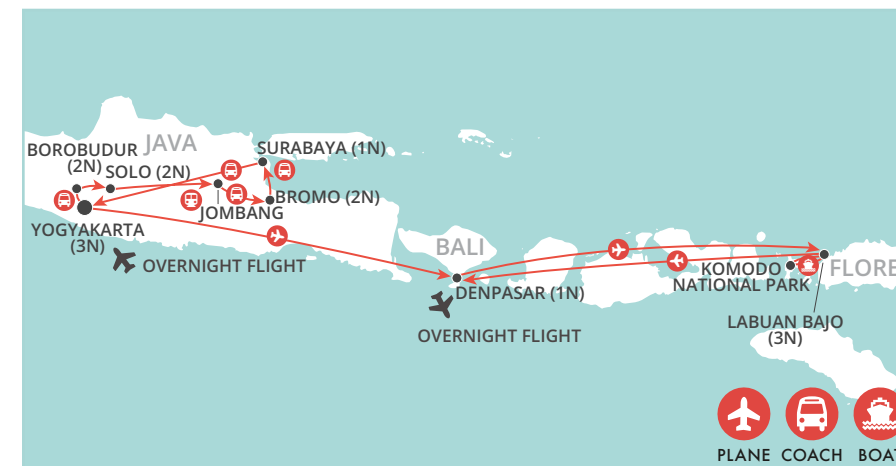 JAVA
BOROBUDUR
(2N)
SOLO (2N)
SURABAYA (1N)
JOMBANG
BROMO (2N)
YOGYAKARTA
(3N)
OVERNIGHT FLIGHT
BALI
DENPASAR (1N)
OVERNIGHT FLIGHT
KOMODO
NATIONAL PARK
FLORE
LABUAN BAJO
(3N)
PLANE
COACH
BOAT